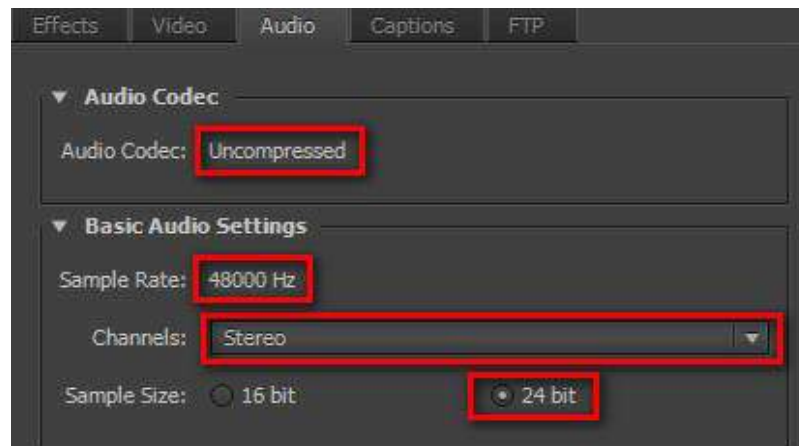 Effects Video Audio Captions FTP
Audio Codec
Audio Codec: Uncompressed
Basic Audio Settings
Sample Rate: 48000 Hz
Channels: Stereo
Sample Size: 16 bit 24 bit